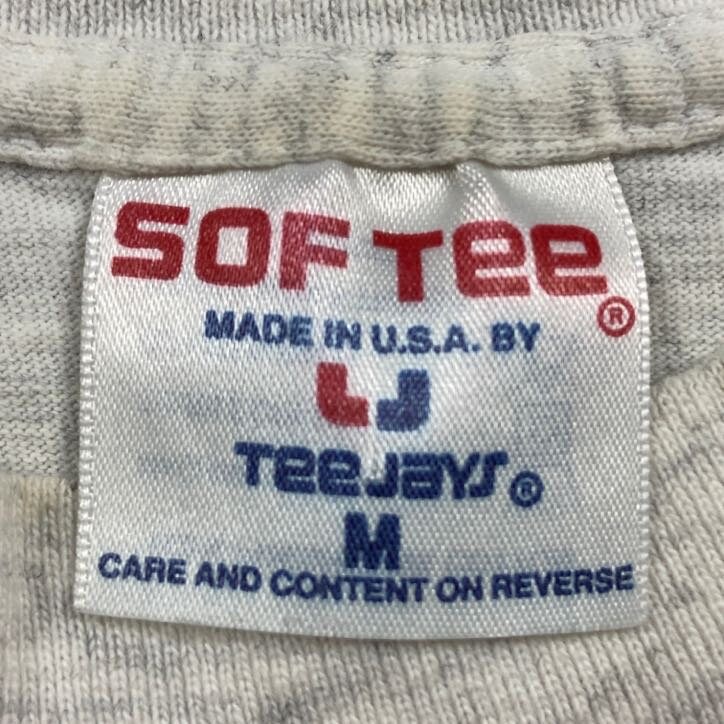 SOF TEE®
MADE IN U.S.A. BY
TEEJAYS®
M
CARE AND CONTENT ON REVERSE